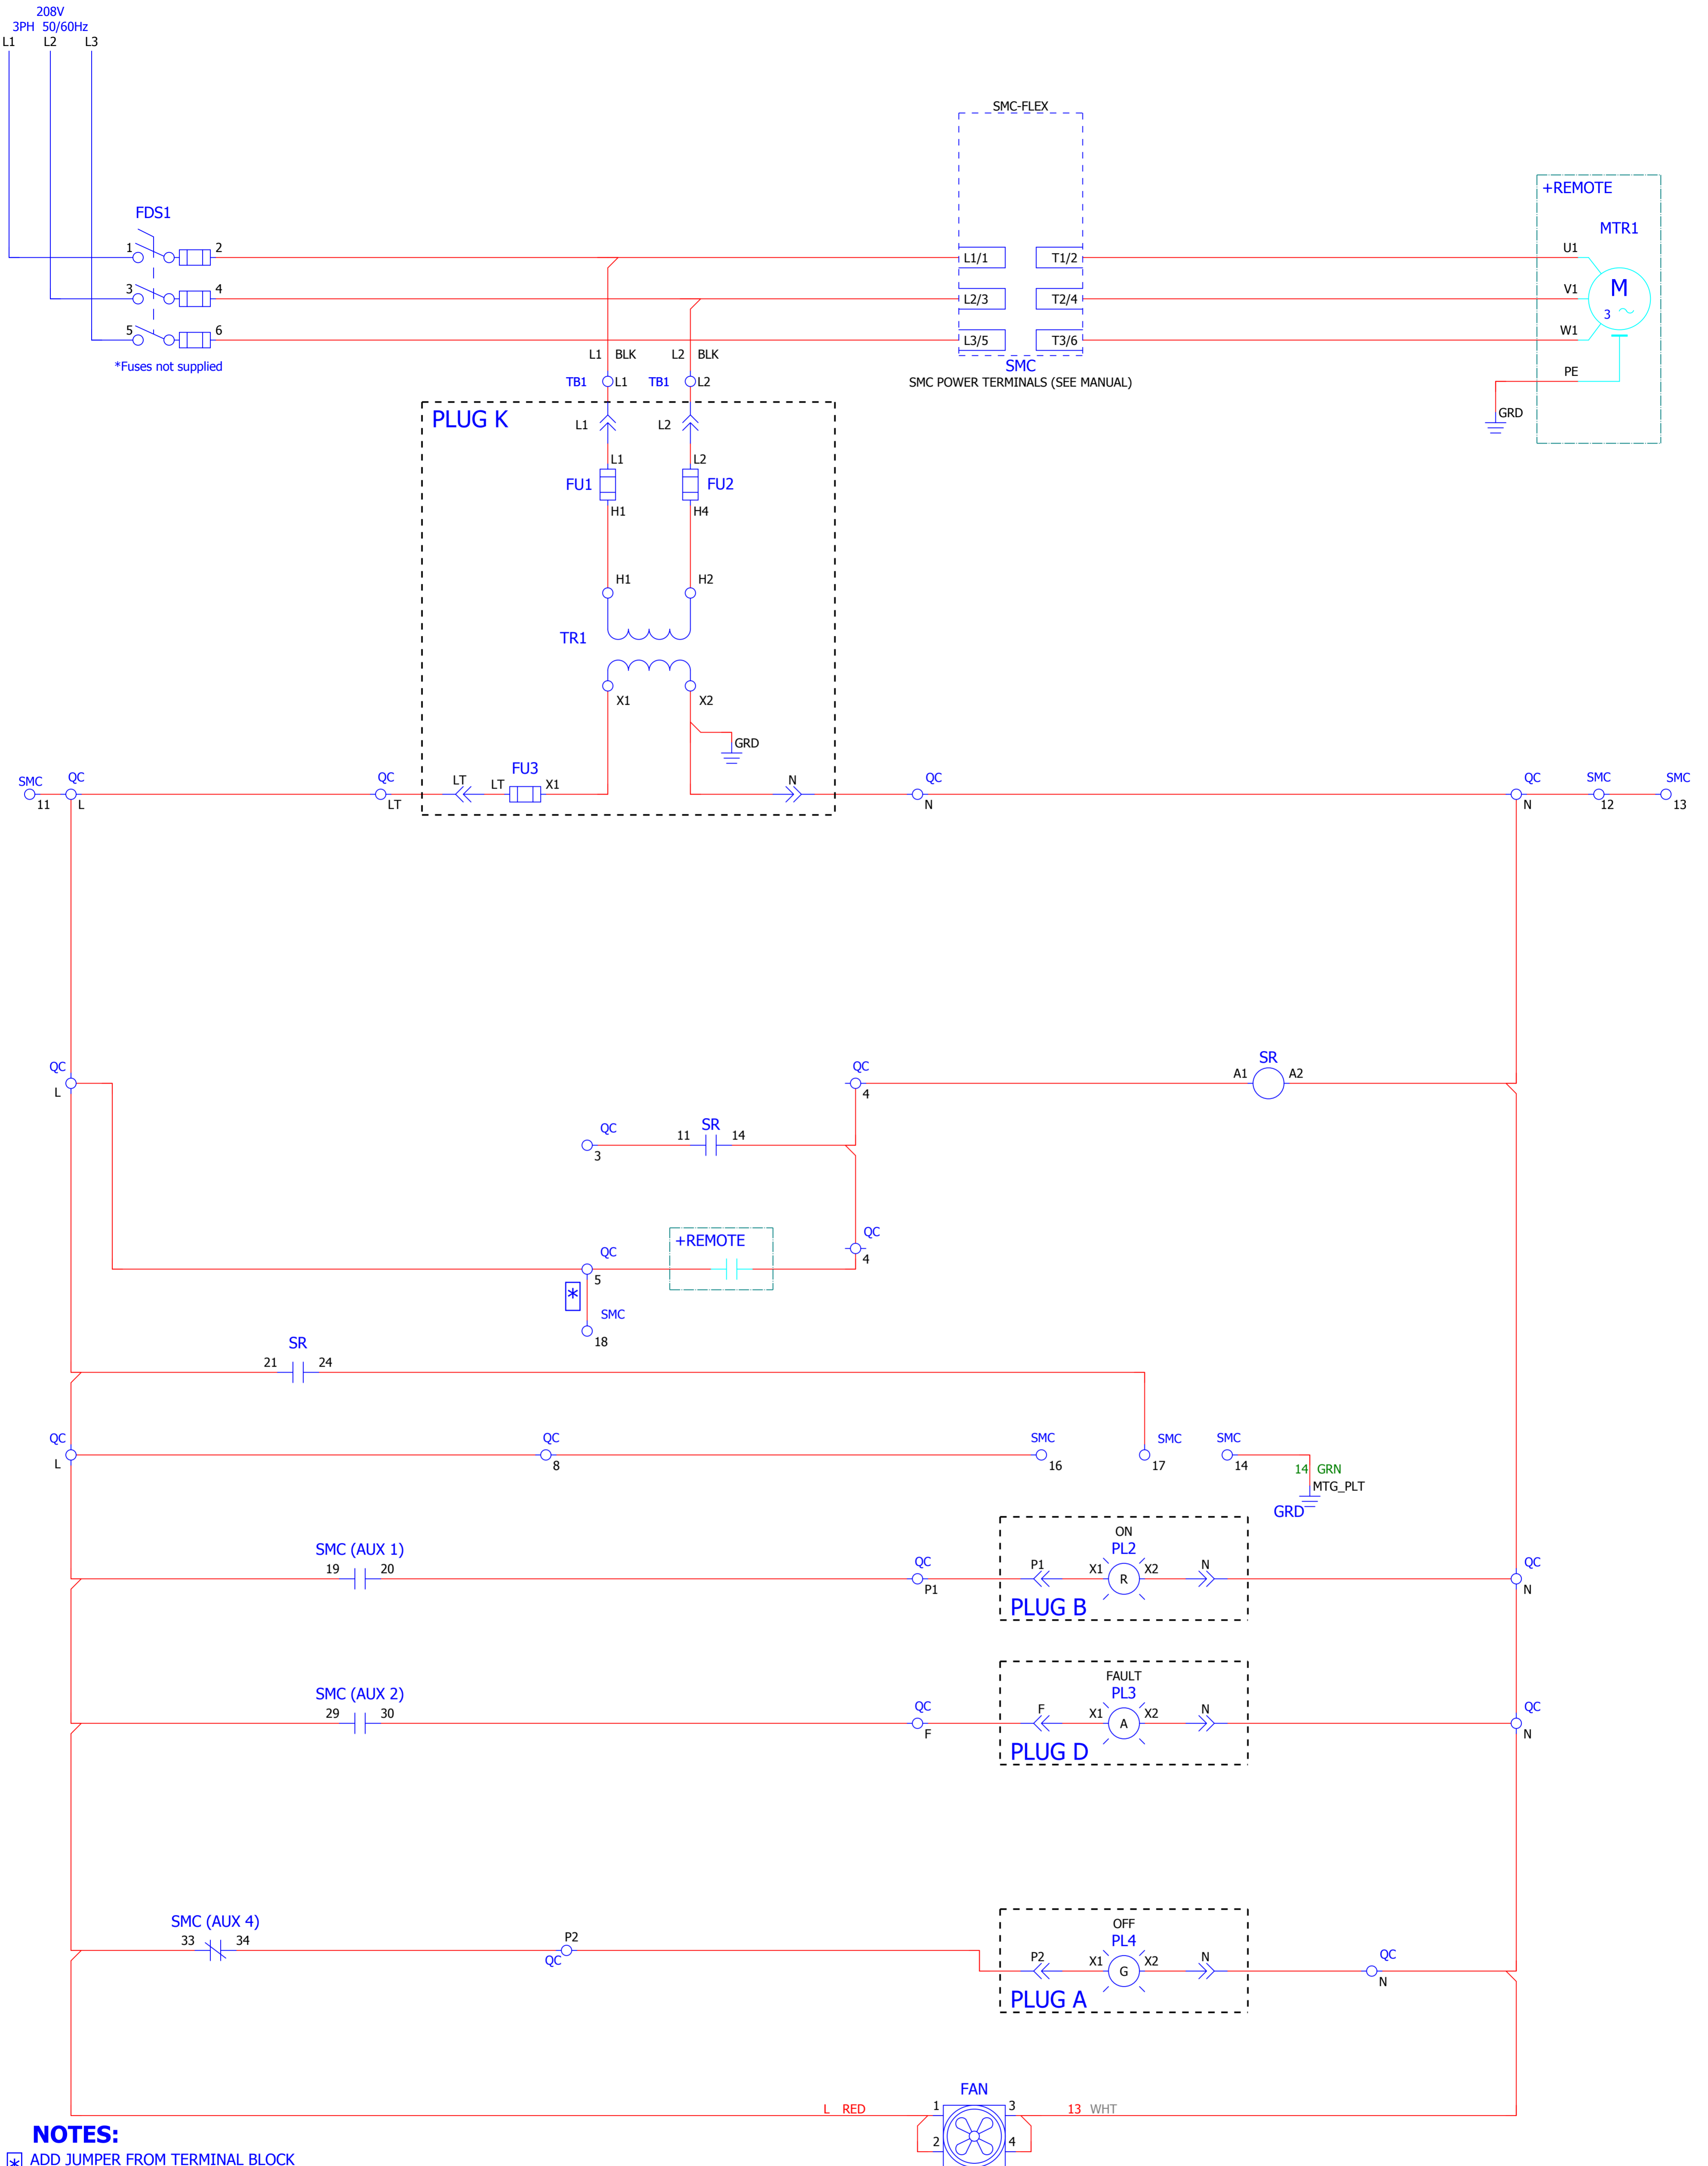 208V
3PH 50/60Hz
L1 L2 L3
SMC-FLEX
+REMOTE
FDS1
MTR1
1 2
L1/1 T1/2
U1
3 4
L2/3 T2/4
V1
M
3
5 6
L3/5 T3/6
W1
*Fuses not supplied
L1 BLK L2 BLK
SMC
SMC POWER TERMINALS (SEE MANUAL)
PE
TB1 L1 TB1 L2
GRD
PLUG K
L1 L2
L1 L2
FU1 FU2
H1 H4
H1 H2
TR1
X1 X2
GRD
SMC QC QC LT LT FU3 X1 N QC QC SMC SMC
11 L LT N N 12 13
QC QC SR
L 4 A1 A2
QC 11 SR 14
3
+REMOTE QC
4
QC
5
*
SMC
18
SR
21 24
QC QC SMC SMC SMC
L 8 16 17 14
14 GRN
MTG_PLT
GRD
ON
SMC (AUX 1) PL2
19 20 QC P1 X1 R X2 N QC
P1 N
PLUG B
FAULT
SMC (AUX 2) PL3
29 30 QC F X1 A X2 N QC
F N
PLUG D
OFF
SMC (AUX 4) PL4
33 34 P2 P2 X1 G X2 N QC
QC N
PLUG A
FAN
L RED 1 3 13 WHT
2 4
NOTES:
* ADD JUMPER FROM TERMINAL BLOCK